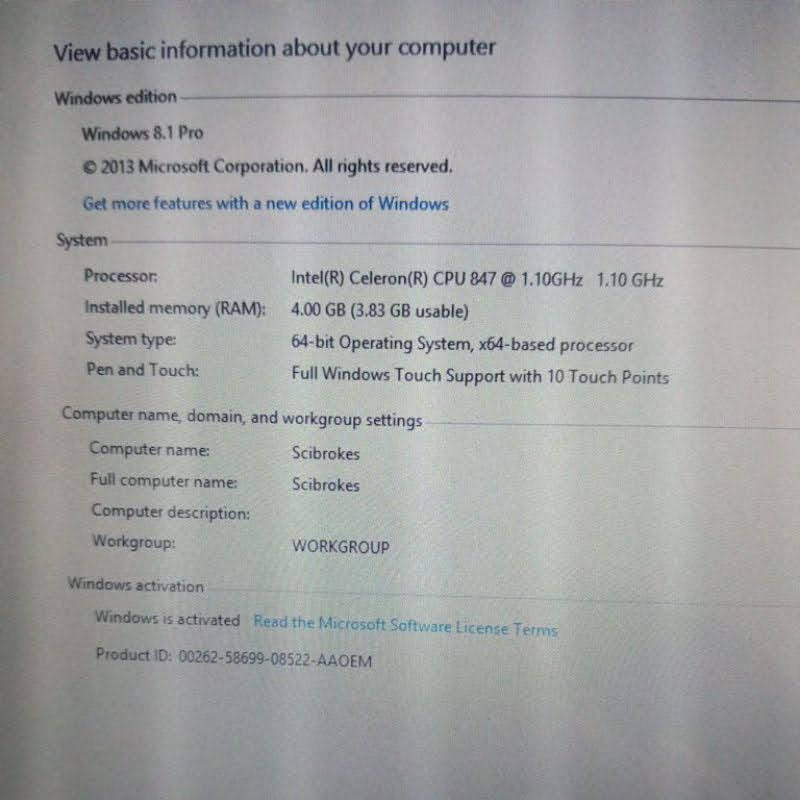 View basic information about your computer
Windows edition
Windows 8.1 Pro
© 2013 Microsoft Corporation. All rights reserved.
Get more features with a new edition of Windows
System
Processor: Intel(R) Celeron(R) CPU 847 @ 1.10GHz 1.10 GHz
Installed memory (RAM): 4.00 GB (3.83 GB usable)
System type: 64-bit Operating System, x64-based processor
Pen and Touch: Full Windows Touch Support with 10 Touch Points
Computer name, domain, and workgroup settings
Computer name: Scibrokes
Full computer name: Scibrokes
Computer description:
Workgroup: WORKGROUP
Windows activation
Windows is activated Read the Microsoft Software License Terms
Product ID: 00262-58699-08522-AAOEM